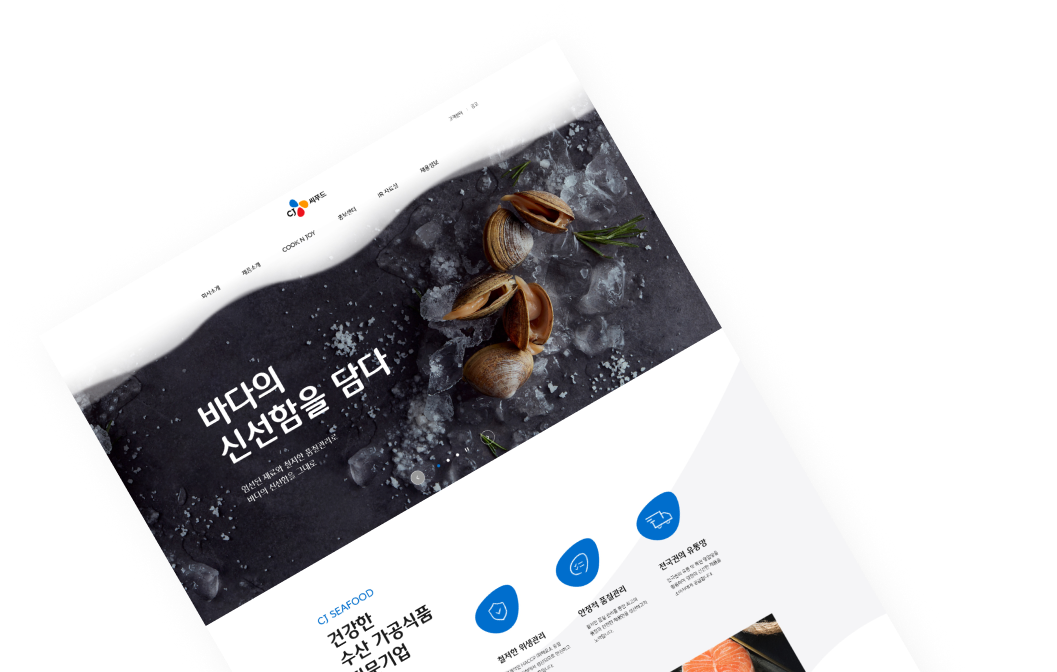 고객센터
CJ 씨푸드
회사소개
제품소개
COOK N JOY
홍보센터
IR 자료실
채용정보
바다의
신선함을 담다
엄선된 재료와 철저한 품질관리로
바다의 신선함을 그대로
CJ SEAFOOD
건강한
수산 가공식품
전문기업
철저한 위생관리
안정적 품질관리
전국권의 유통망